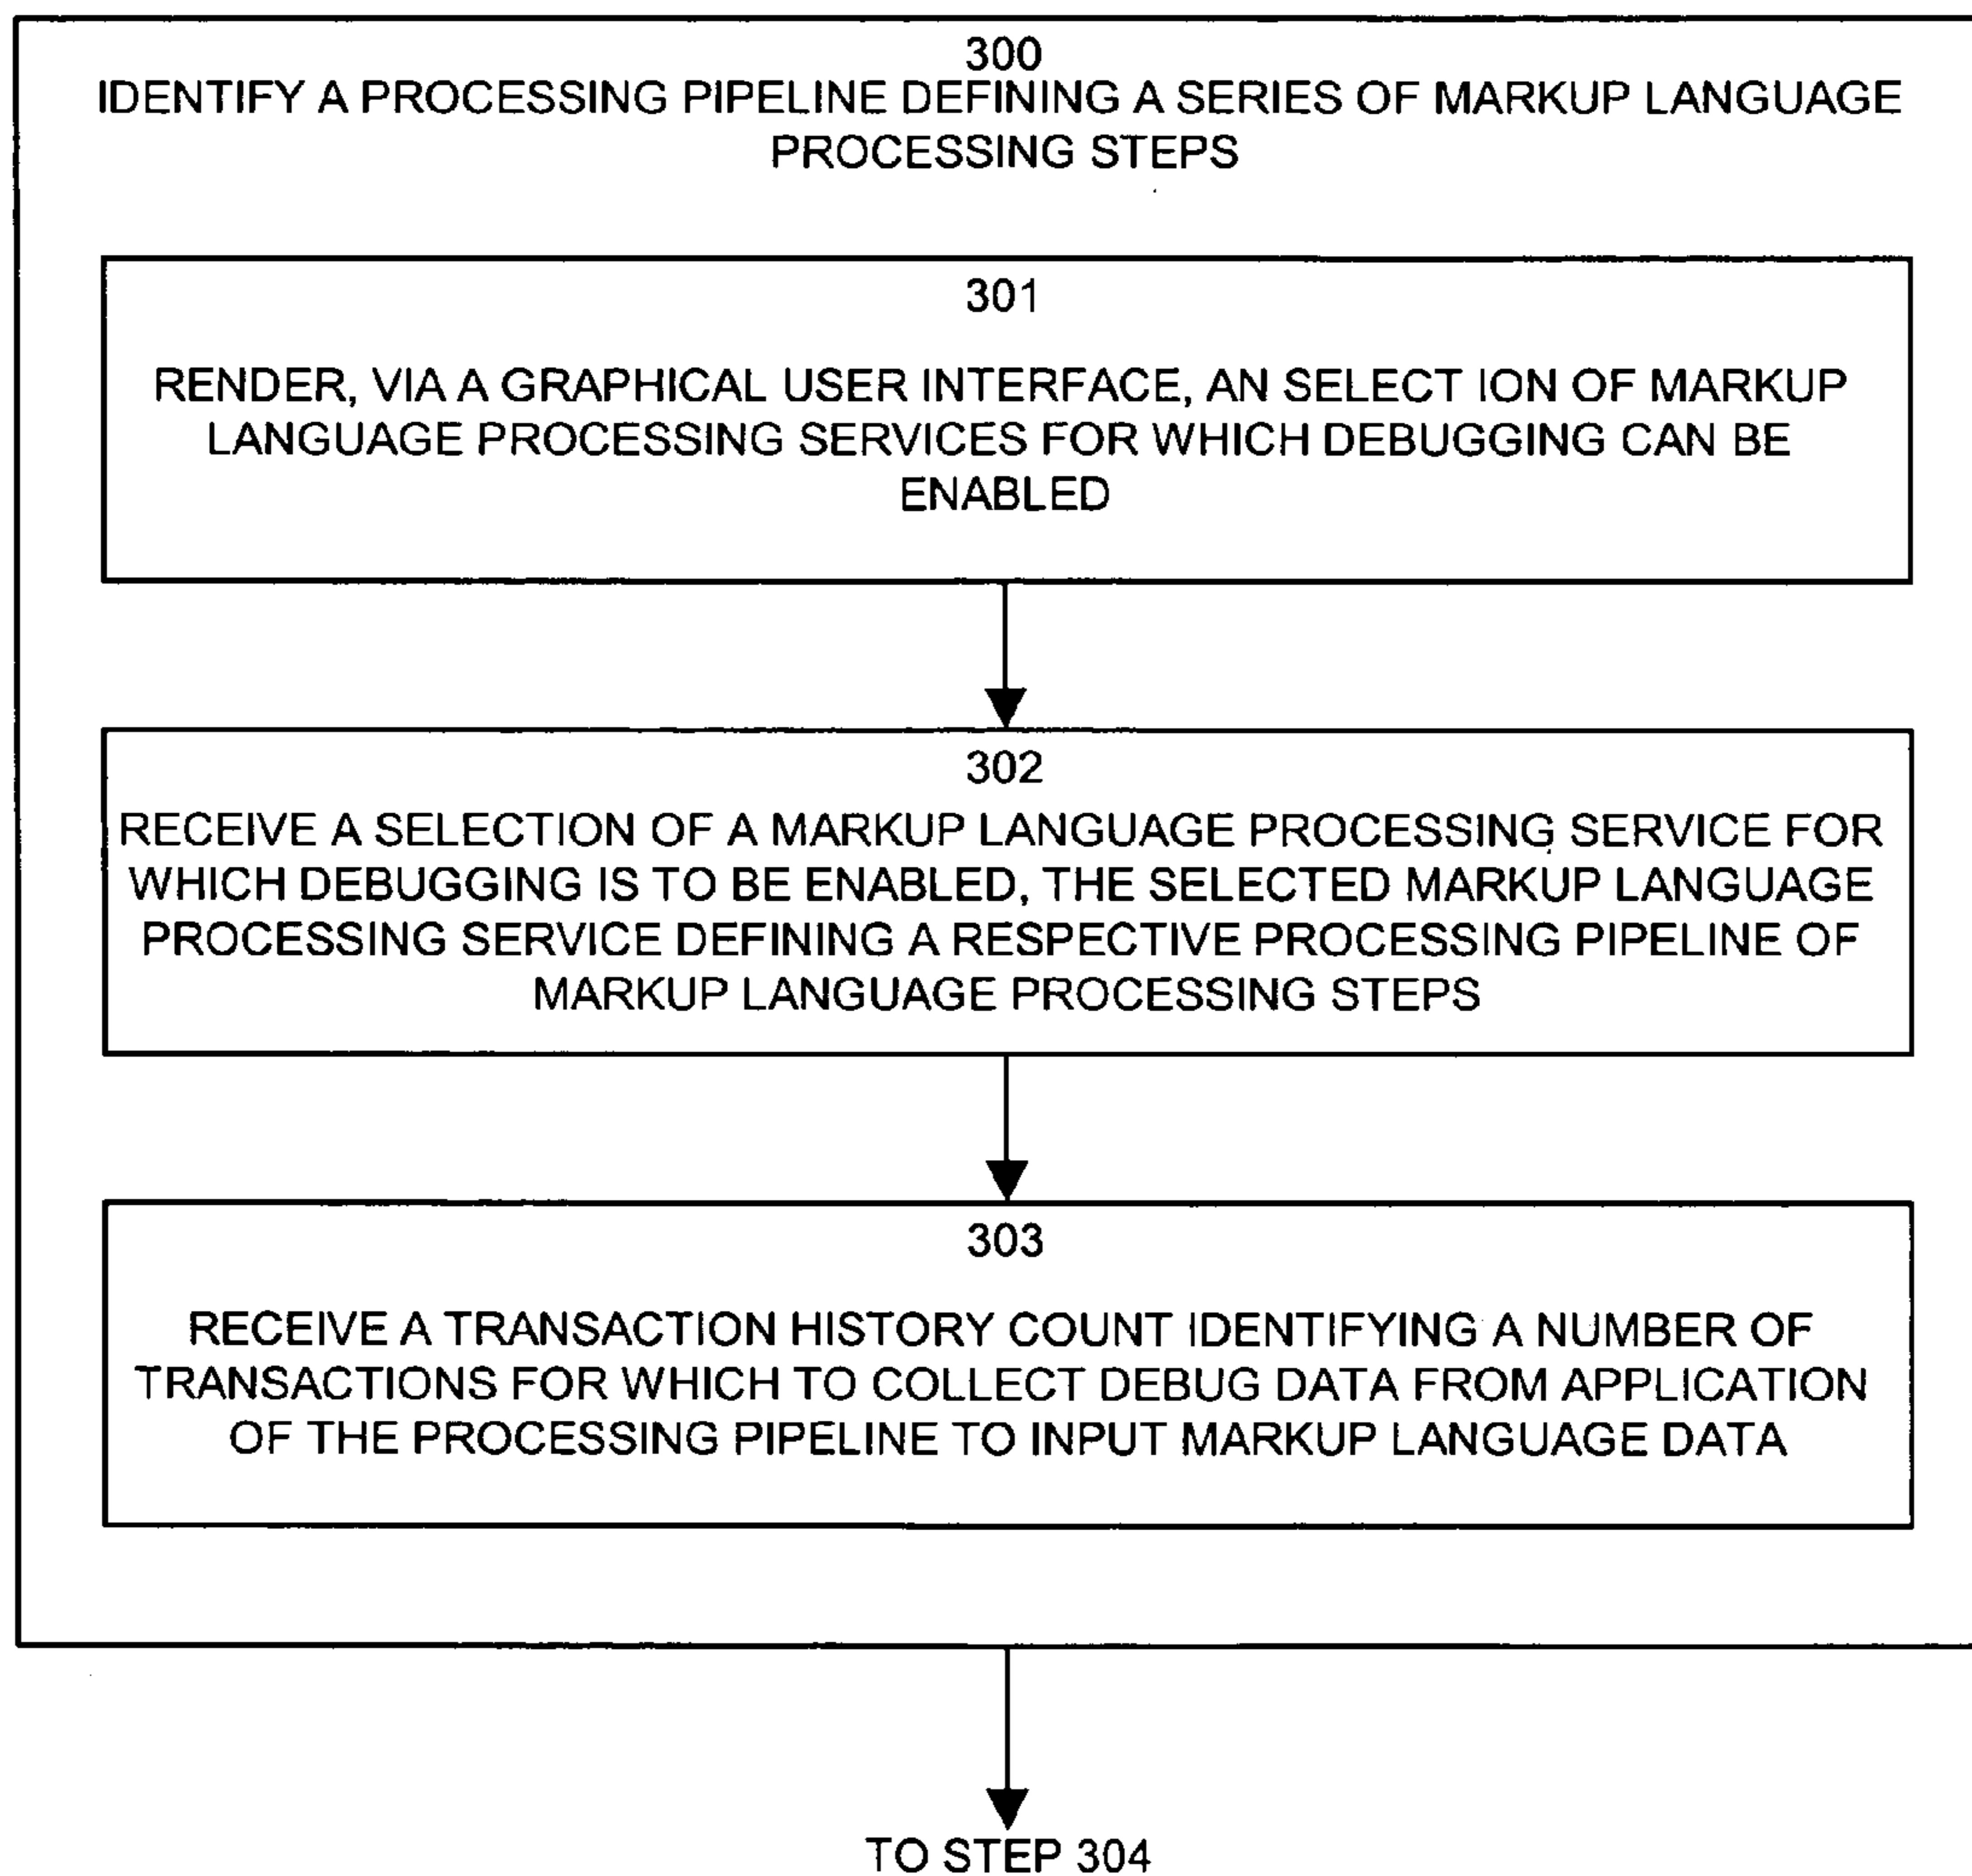 300
IDENTIFY A PROCESSING PIPELINE DEFINING A SERIES OF MARKUP LANGUAGE
PROCESSING STEPS
301
RENDER, VIA A GRAPHICAL USER INTERFACE, AN SELECT ION OF MARKUP
LANGUAGE PROCESSING SERVICES FOR WHICH DEBUGGING CAN BE
ENABLED
302
RECEIVE A SELECTION OF A MARKUP LANGUAGE PROCESSING SERVICE FOR
WHICH DEBUGGING IS TO BE ENABLED, THE SELECTED MARKUP LANGUAGE
PROCESSING SERVICE DEFINING A RESPECTIVE PROCESSING PIPELINE OF
MARKUP LANGUAGE PROCESSING STEPS
303
RECEIVE A TRANSACTION HISTORY COUNT IDENTIFYING A NUMBER OF
TRANSACTIONS FOR WHICH TO COLLECT DEBUG DATA FROM APPLICATION
OF THE PROCESSING PIPELINE TO INPUT MARKUP LANGUAGE DATA
TO STEP 304